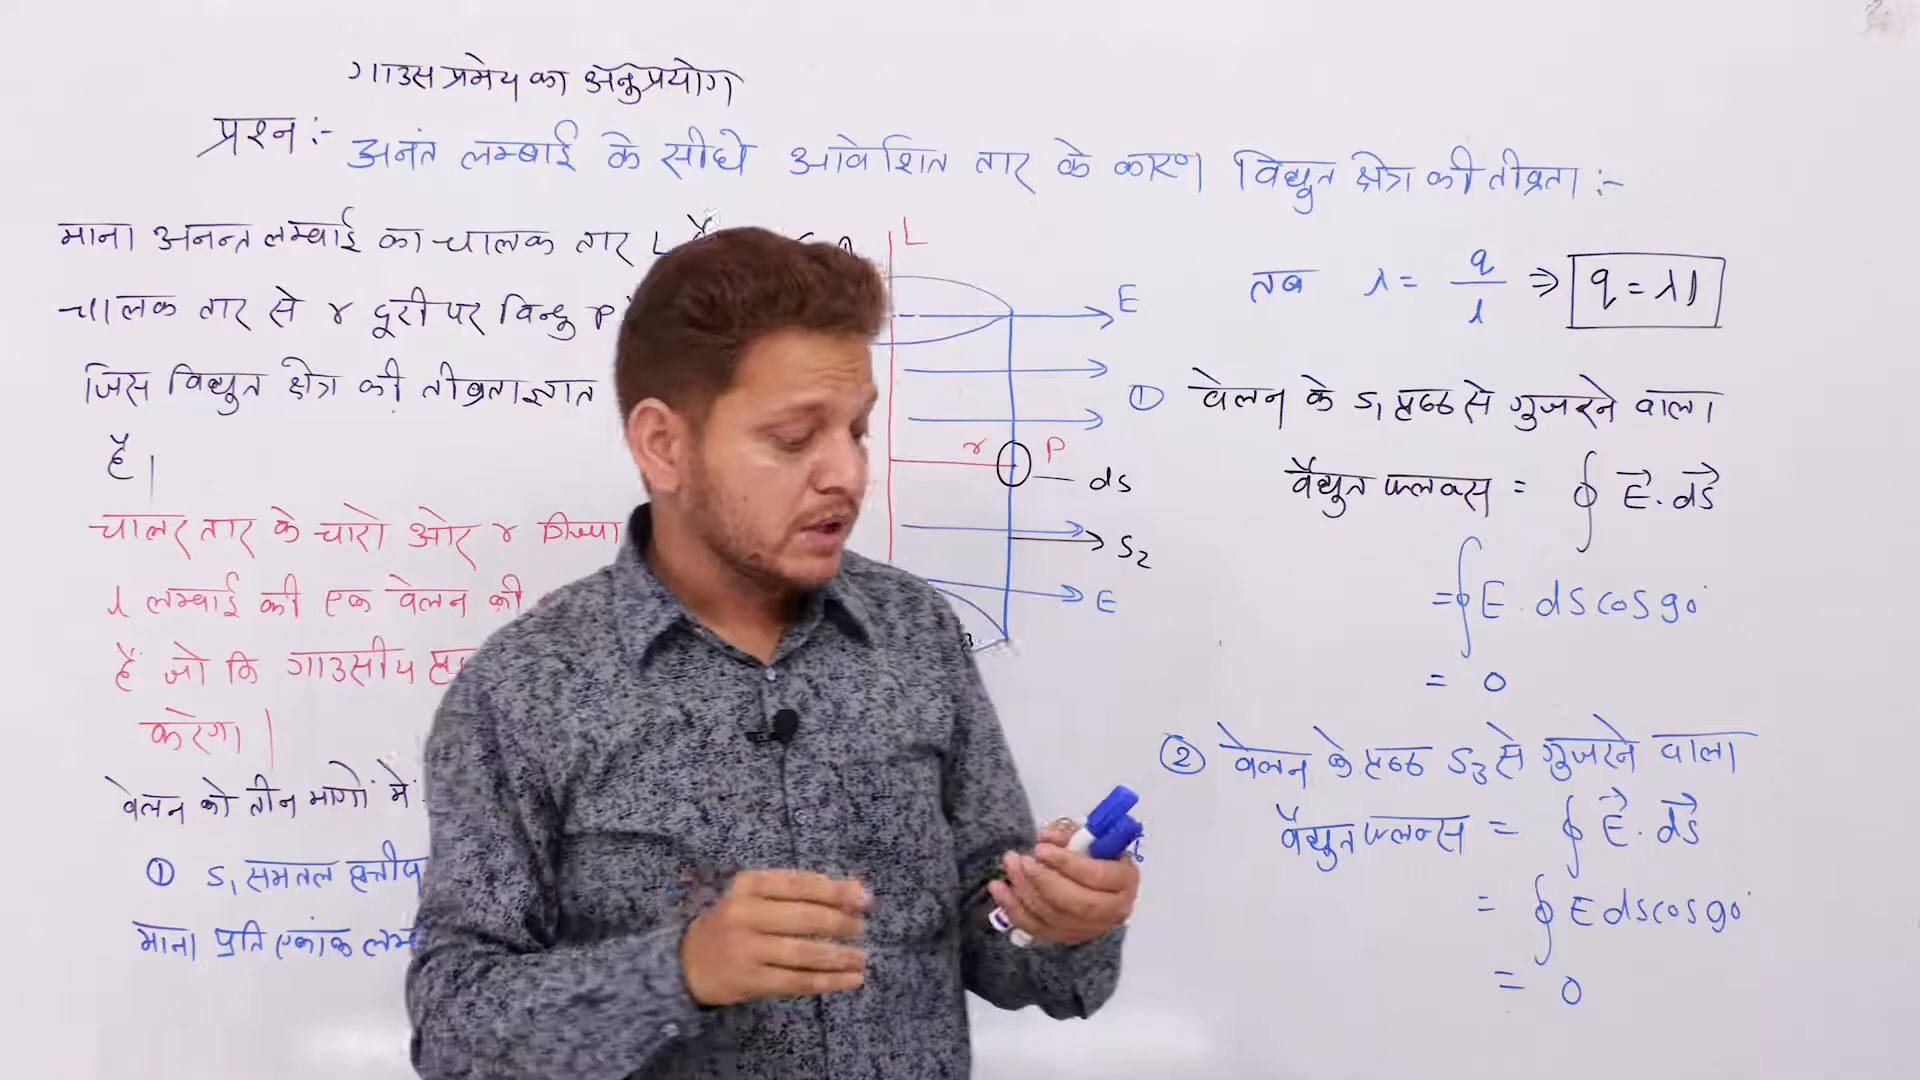 गाउस प्रमेय का अनुप्रयोग
प्रश्न :-
अनंत लम्बाई के सीधे आवेशित तार के कारण विद्युत क्षेत्र की तीव्रता :-
माना अनन्त लम्बाई का चालक तार L है
चालक तार से r दूरी पर बिन्दु P
जिस विद्युत क्षेत्र की तीव्रता ज्ञात
है।
चालर तार के चारो ओर r त्रिज्या
l लम्बाई की एक बेलन की
है जो कि गाउसीय
करेगा।
बेलन को तीन भागों में
① S₁ समतल
माना प्रति एकांक
L
E
r P
ds
S₂
E
तब λ = q/l ⇒ q = λl
① बेलन के S₁ पृष्ठ से गुजरने वाला
वैद्युत फ्लक्स = ∮ E⃗. ds⃗
= ∮ E . ds cos 90°
= 0
② बेलन के पृष्ठ S₃ से गुजरने वाला
वैद्युत फ्लक्स = ∮ E⃗. ds⃗
= ∮ E ds cos 90°
= 0